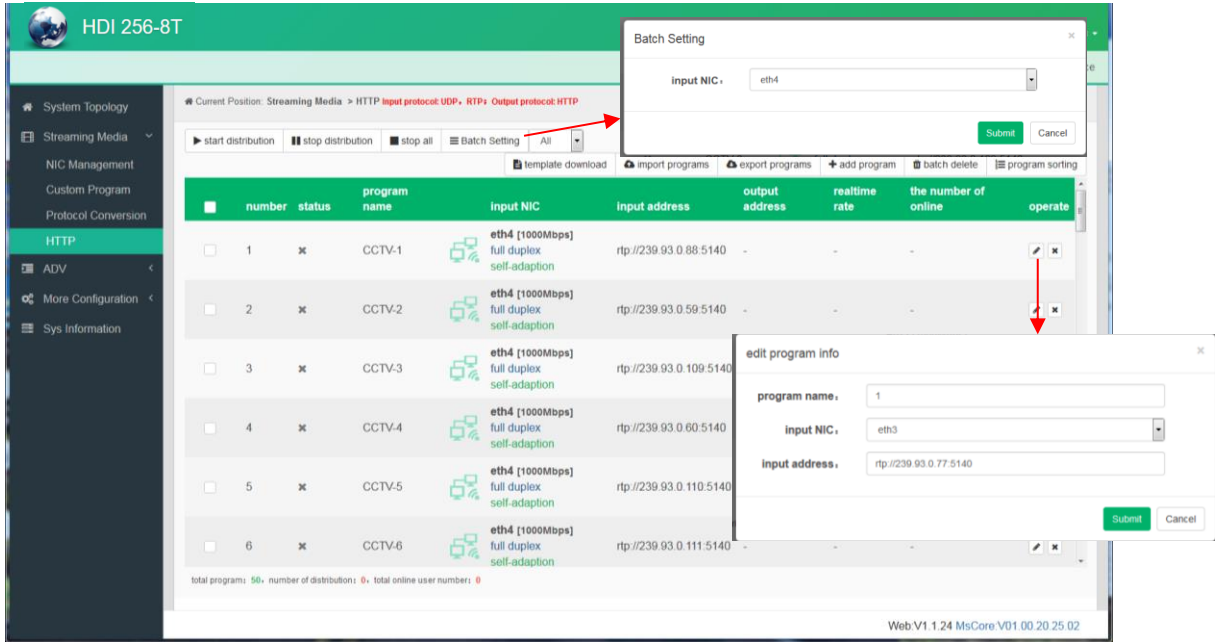 HDI 256-8T
Batch Setting
×
input NIC：
eth4
Submit
Cancel
System Topology
Streaming Media
NIC Management
Custom Program
Protocol Conversion
HTTP
ADV
More Configuration
Sys Information
Current Position: Streaming Media > HTTP Input protocol: UDP，RTP； Output protocol: HTTP
start distribution
stop distribution
stop all
Batch Setting
All
template download
import programs
export programs
add program
batch delete
program sorting
number
status
program name
input NIC
input address
output address
realtime rate
the number of online
operate
1
CCTV-1
eth4 [1000Mbps]
full duplex
self-adaption
rtp://239.93.0.88:5140
-
-
-
2
CCTV-2
eth4 [1000Mbps]
full duplex
self-adaption
rtp://239.93.0.59:5140
-
-
-
3
CCTV-3
eth4 [1000Mbps]
full duplex
self-adaption
rtp://239.93.0.109:5140
4
CCTV-4
eth4 [1000Mbps]
full duplex
self-adaption
rtp://239.93.0.60:5140
5
CCTV-5
eth4 [1000Mbps]
full duplex
self-adaption
rtp://239.93.0.110:5140
6
CCTV-6
eth4 [1000Mbps]
full duplex
self-adaption
rtp://239.93.0.111:5140
-
-
-
edit program info
×
program name：
1
input NIC：
eth3
input address：
rtp://239.93.0.77:5140
Submit
Cancel
total program：50，number of distribution：0，total online user number：0
Web:V1.1.24 MsCore:V01.00.20.25.02